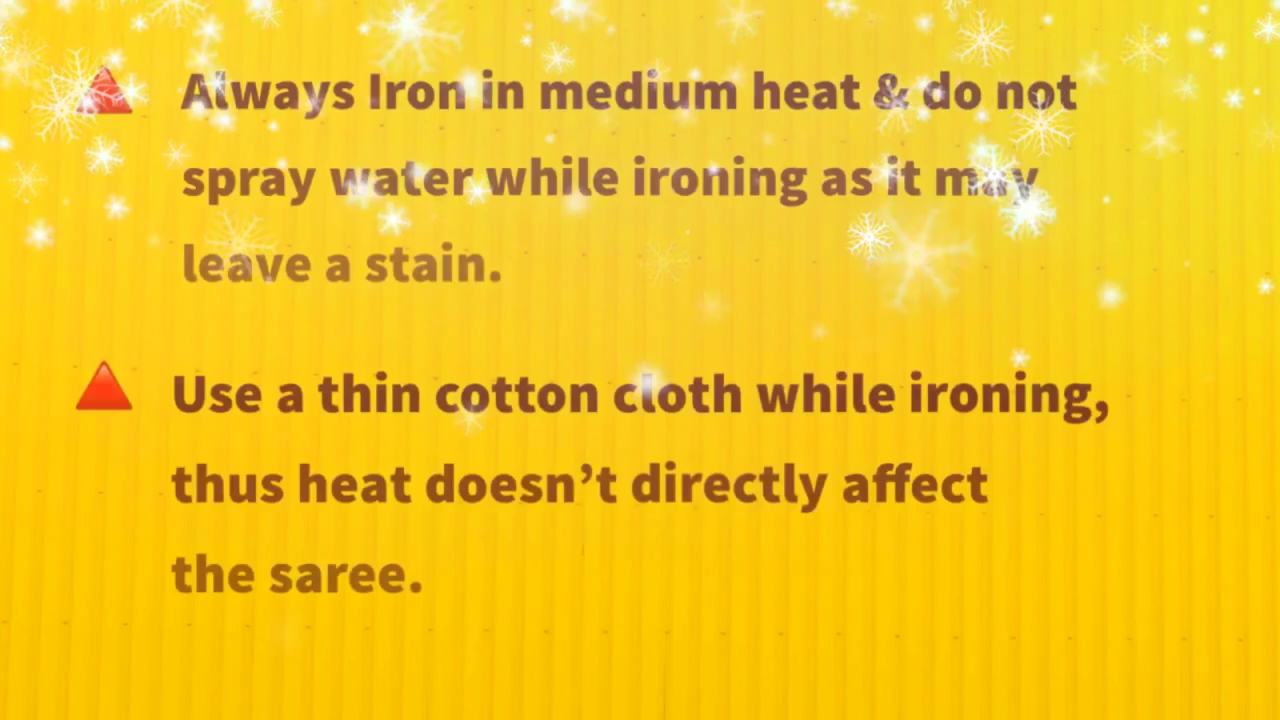 Always Iron in medium heat & do not
spray water while ironing as it may
leave a stain.
Use a thin cotton cloth while ironing,
thus heat doesn’t directly affect
the saree.